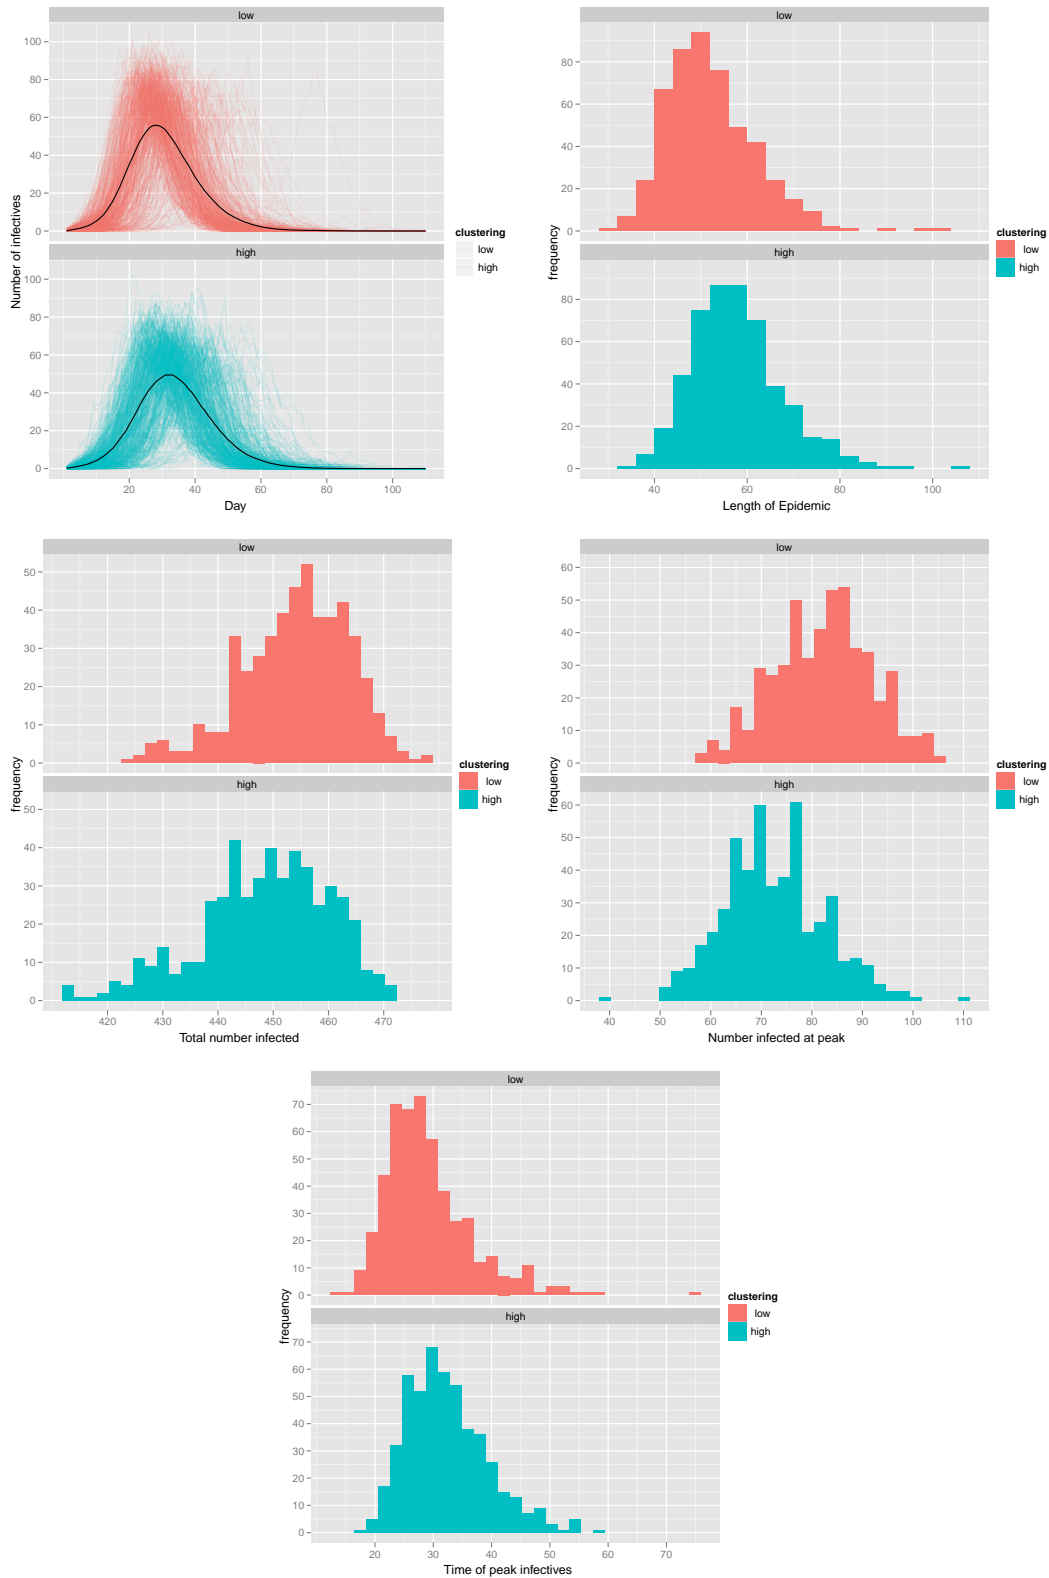 low
100
80
60
40
20
0
high
100
80
60
40
20
0
20 40 60 80 100
Day
Number of infectives
clustering
low
high
low
80
60
40
20
0
high
80
60
40
20
0
40 60 80 100
Length of Epidemic
frequency
clustering
low
high
low
50
40
30
20
10
0
high
50
40
30
20
10
0
420 430 440 450 460 470
Total number infected
frequency
clustering
low
high
low
60
50
40
30
20
10
0
high
60
50
40
30
20
10
0
40 50 60 70 80 90 100 110
Number infected at peak
frequency
clustering
low
high
low
70
60
50
40
30
20
10
0
high
70
60
50
40
30
20
10
0
20 30 40 50 60 70
Time of peak infectives
frequency
clustering
low
high